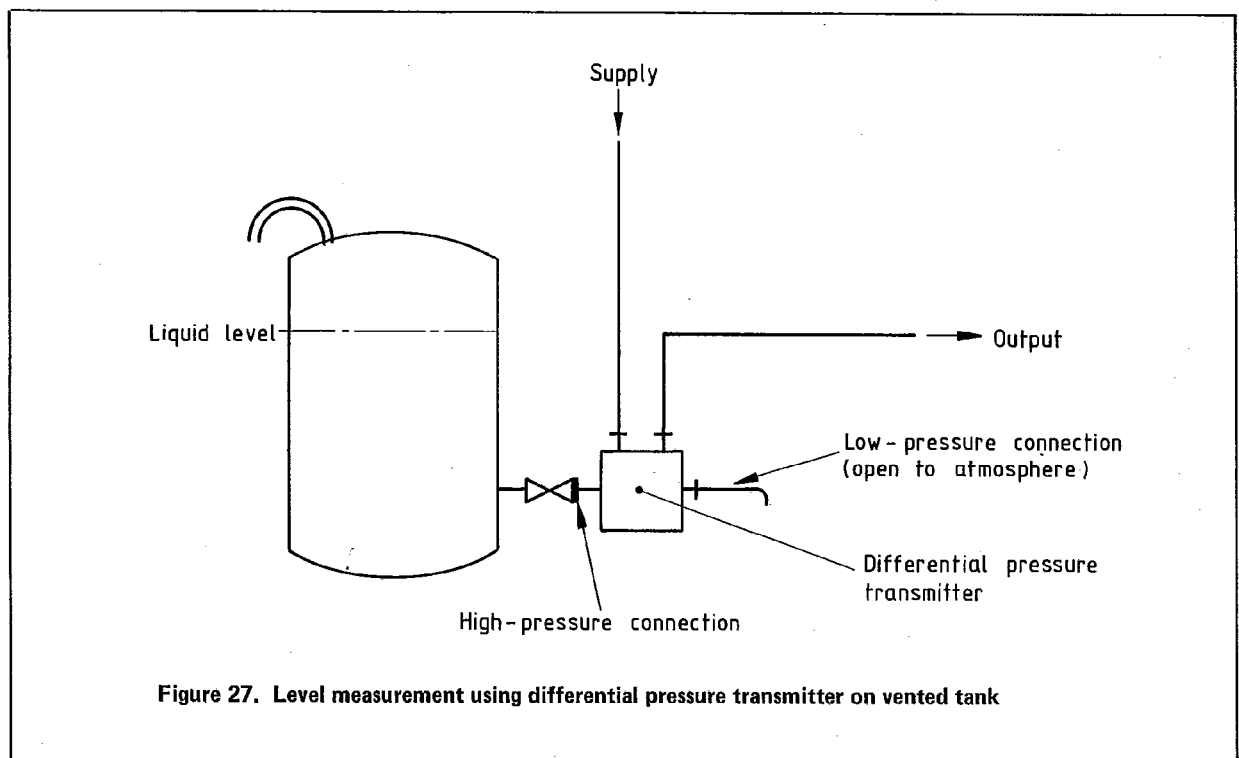 Supply
Liquid level
Output
Low-pressure connection
(open to atmosphere)
Differential pressure
transmitter
High-pressure connection
Figure 27. Level measurement using differential pressure transmitter on vented tank